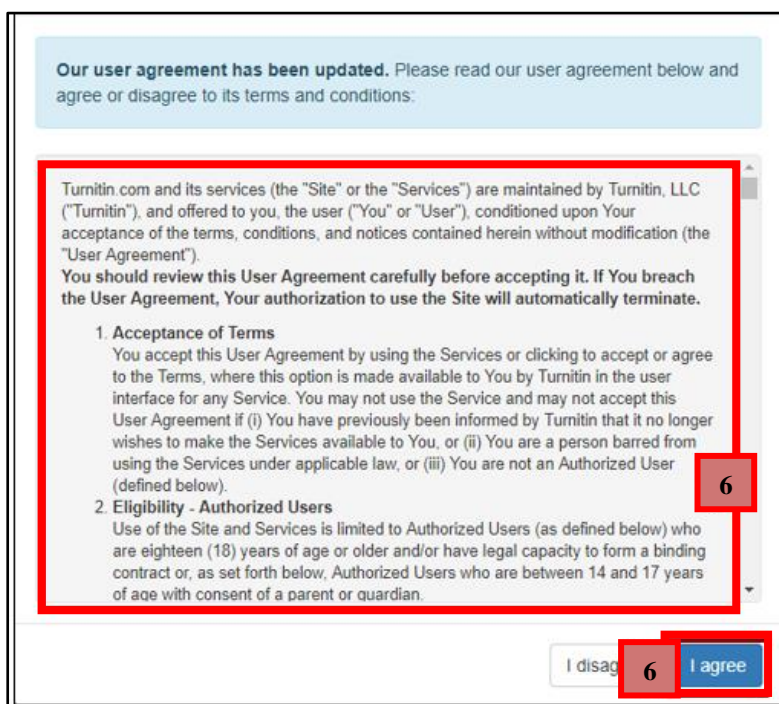 Our user agreement has been updated. Please read our user agreement below and
agree or disagree to its terms and conditions:
Turnitin.com and its services (the "Site" or the "Services") are maintained by Turnitin, LLC
("Turnitin"), and offered to you, the user ("You" or "User"), conditioned upon Your
acceptance of the terms, conditions, and notices contained herein without modification (the
"User Agreement").
You should review this User Agreement carefully before accepting it. If You breach
the User Agreement, Your authorization to use the Site will automatically terminate.
1. Acceptance of Terms
You accept this User Agreement by using the Services or clicking to accept or agree
to the Terms, where this option is made available to You by Turnitin in the user
interface for any Service. You may not use the Service and may not accept this
User Agreement if (i) You have previously been informed by Turnitin that it no longer
wishes to make the Services available to You, or (ii) You are a person barred from
using the Services under applicable law, or (iii) You are not an Authorized User
(defined below).
6
2. Eligibility - Authorized Users
Use of the Site and Services is limited to Authorized Users (as defined below) who
are eighteen (18) years of age or older and/or have legal capacity to form a binding
contract or, as set forth below, Authorized Users who are between 14 and 17 years
of age with consent of a parent or guardian.
I disag 6 I agree